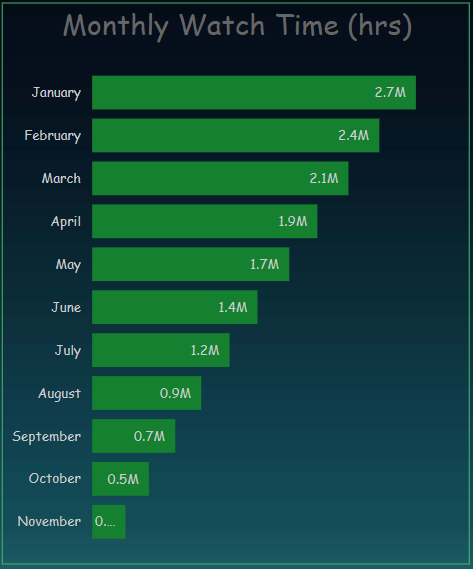 Monthly Watch Time (hrs)
January 2.7M
February 2.4M
March 2.1M
April 1.9M
May 1.7M
June 1.4M
July 1.2M
August 0.9M
September 0.7M
October 0.5M
November 0....